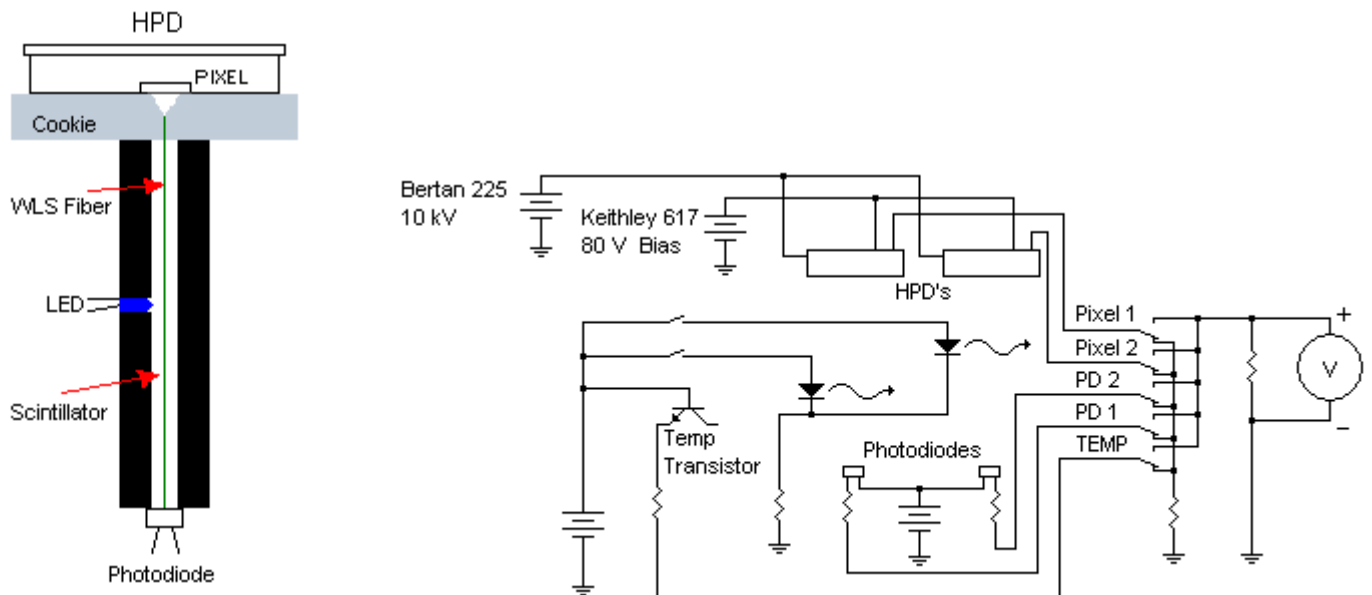 HPD
PIXEL
Cookie
WLS Fiber
LED
Scintillator
Photodiode
Bertan 225
10 kV
Keithley 617
80 V Bias
HPD's
Pixel 1
Pixel 2
PD 2
PD 1
TEMP
+
V
−
Temp
Transistor
Photodiodes